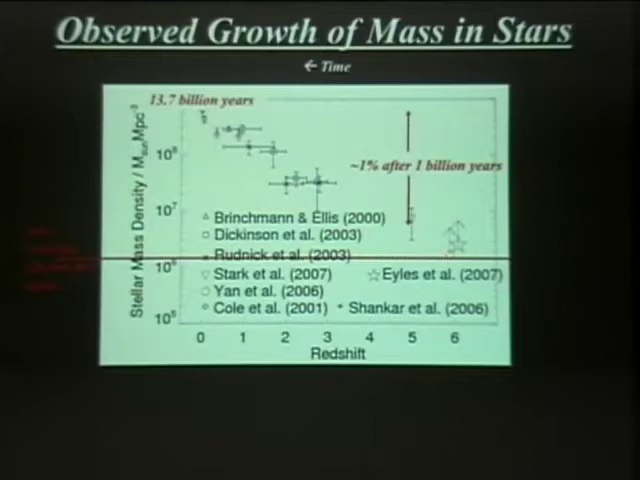 Observed Growth of Mass in Stars
← Time
13.7 billion years
10⁸
~1% after 1 billion years
10⁷
Brinchmann & Ellis (2000)
Dickinson et al. (2003)
Rudnick et al. (2003)
10⁶
Stark et al. (2007)
Eyles et al. (2007)
Yan et al. (2006)
Cole et al. (2001)
Shankar et al. (2006)
10⁵
Stellar Mass Density / M_sun Mpc⁻³
0 1 2 3 4 5 6
Redshift